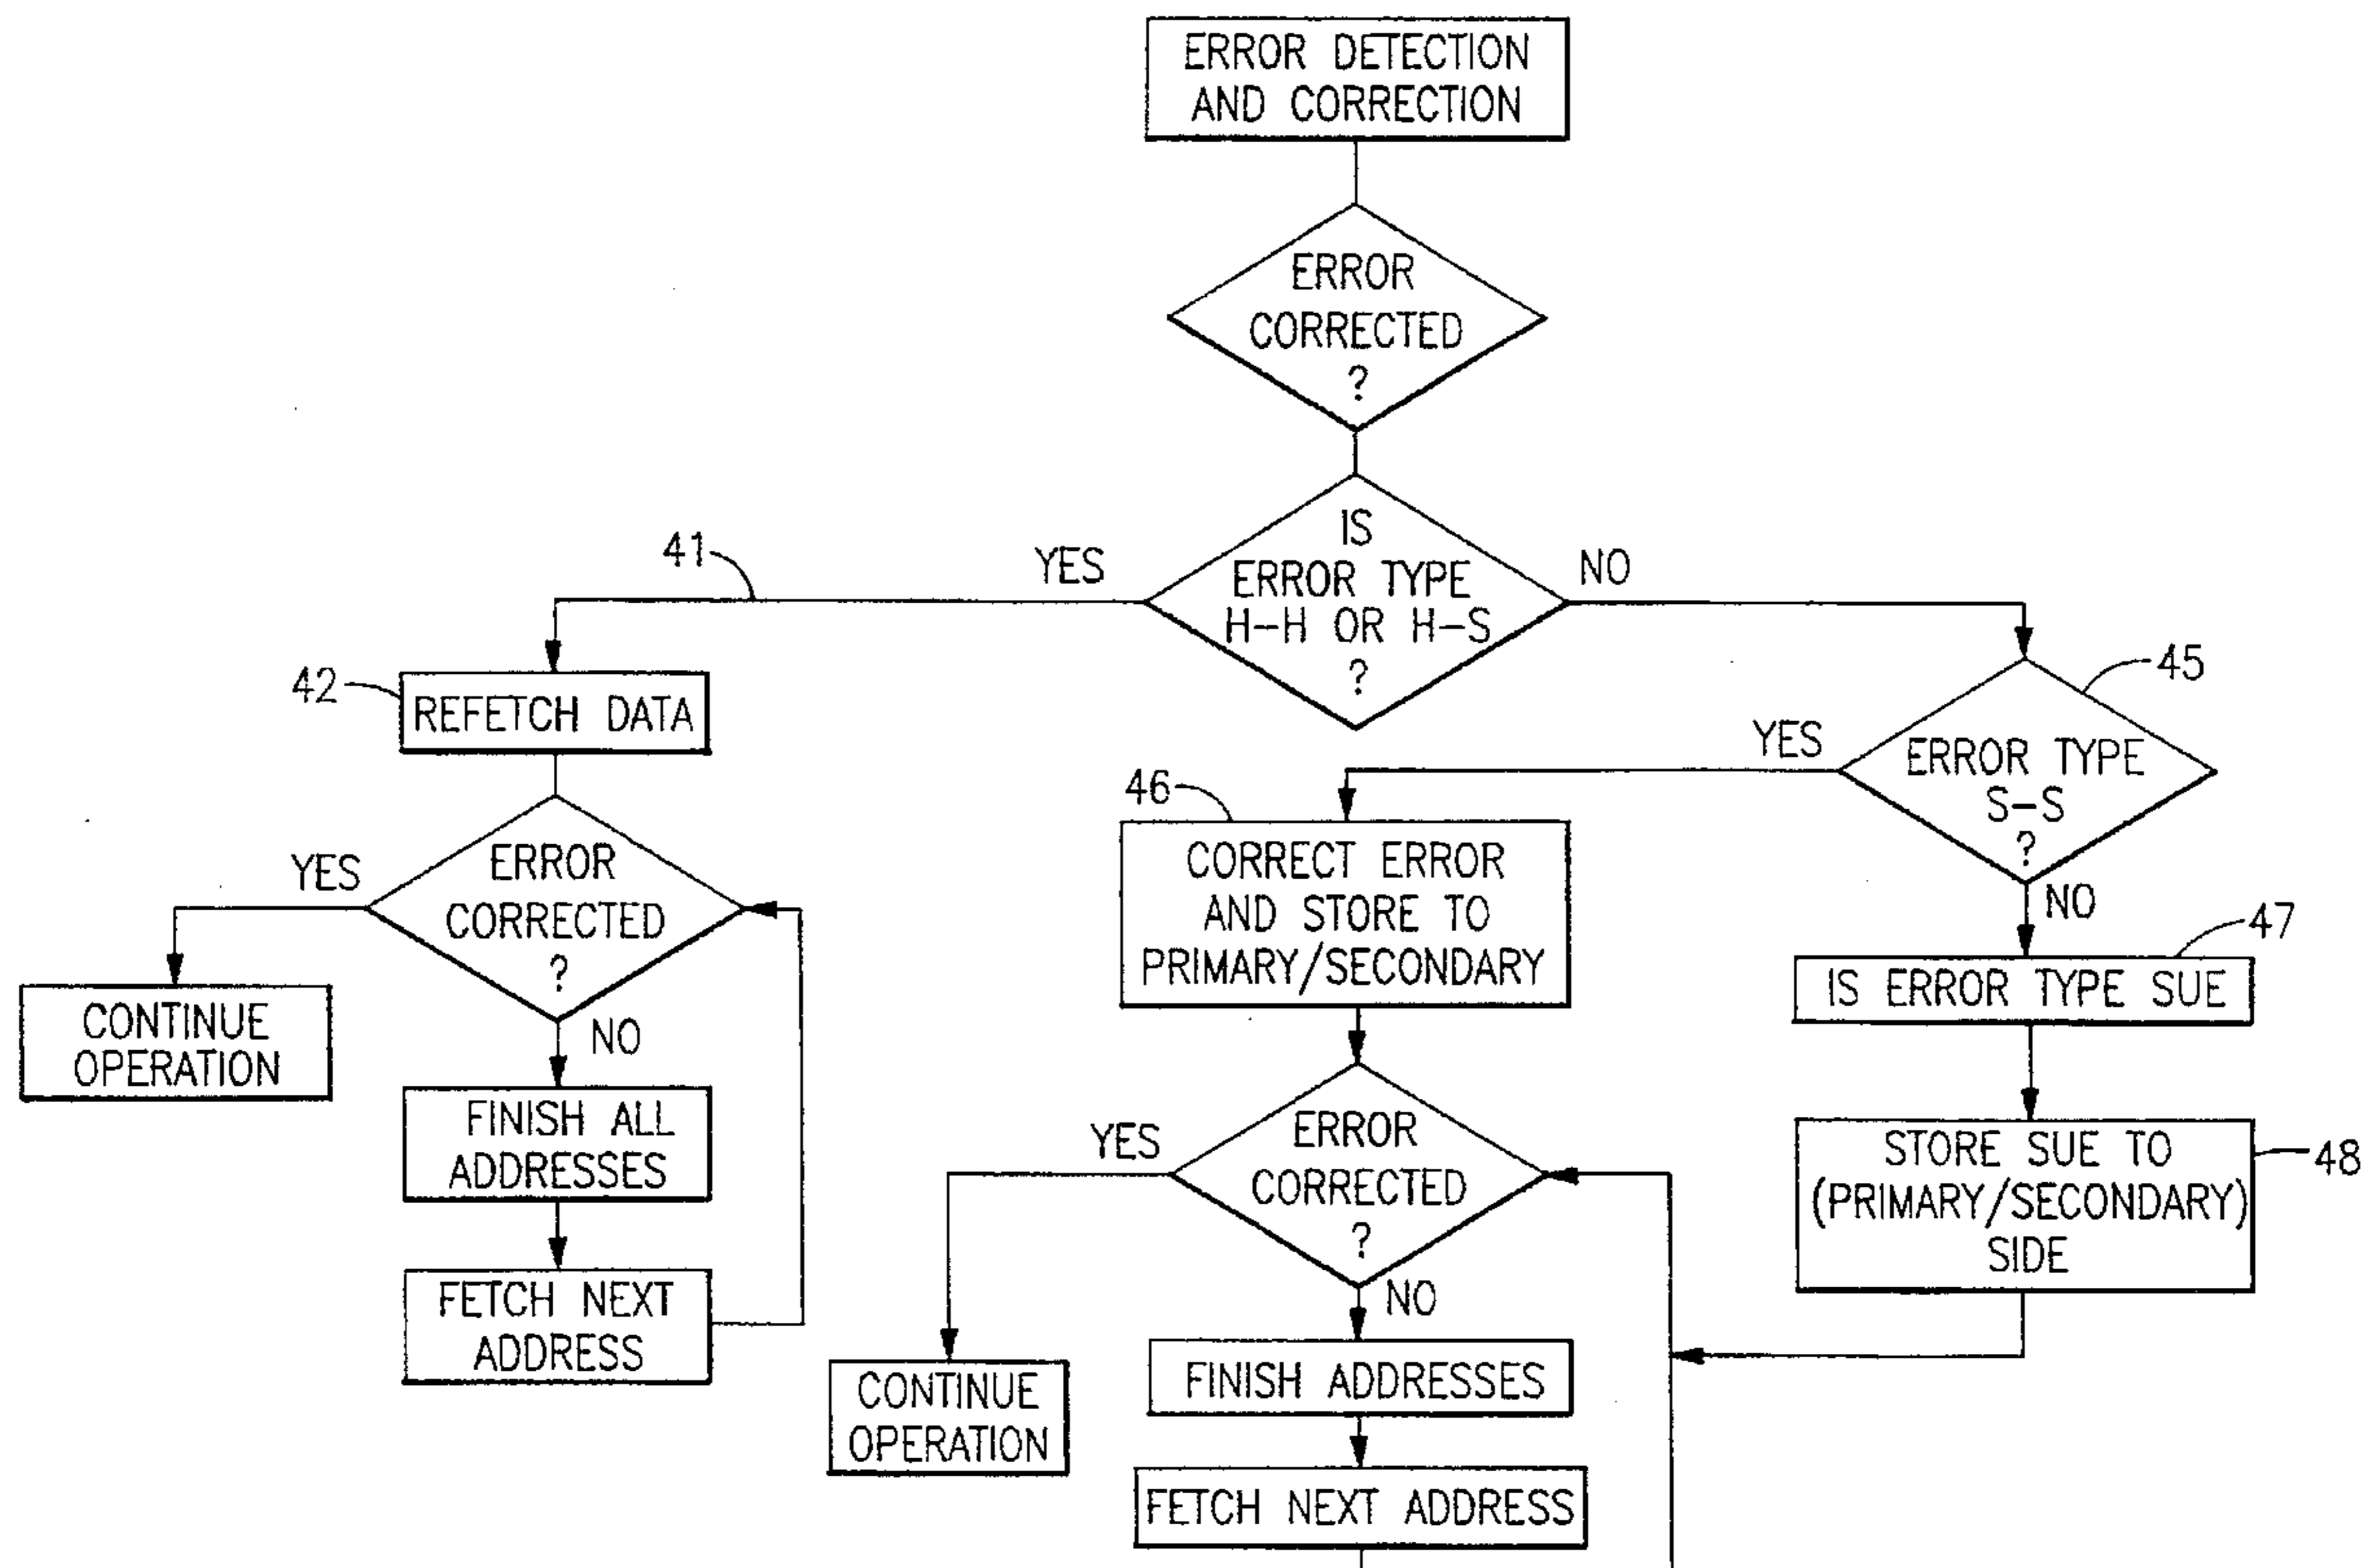 ERROR DETECTION
AND CORRECTION
ERROR
CORRECTED
?
IS
ERROR TYPE
H-H OR H-S
?
YES
NO
41
42
REFETCH DATA
45
ERROR TYPE
S-S
?
YES
NO
46
CORRECT ERROR
AND STORE TO
PRIMARY/SECONDARY
47
IS ERROR TYPE SUE
ERROR
CORRECTED
?
YES
NO
CONTINUE
OPERATION
FINISH ALL
ADDRESSES
FETCH NEXT
ADDRESS
ERROR
CORRECTED
?
YES
NO
STORE SUE TO
(PRIMARY/SECONDARY)
SIDE
48
CONTINUE
OPERATION
FINISH ADDRESSES
FETCH NEXT ADDRESS